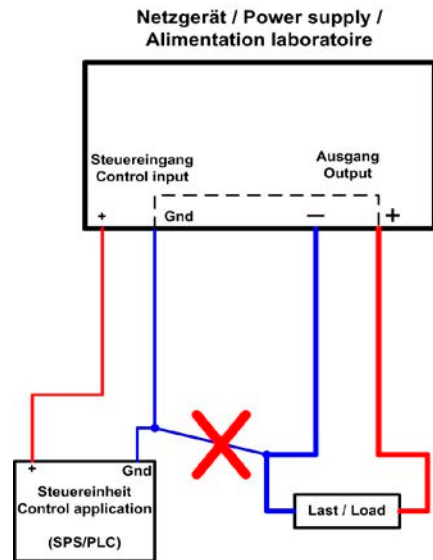 Netzgerät / Power supply /
Alimentation laboratoire
Steuereingang
Control input
Ausgang
Output
+
Gnd
—
+
+
Gnd
Steuereinheit
Control application
(SPS/PLC)
Last / Load